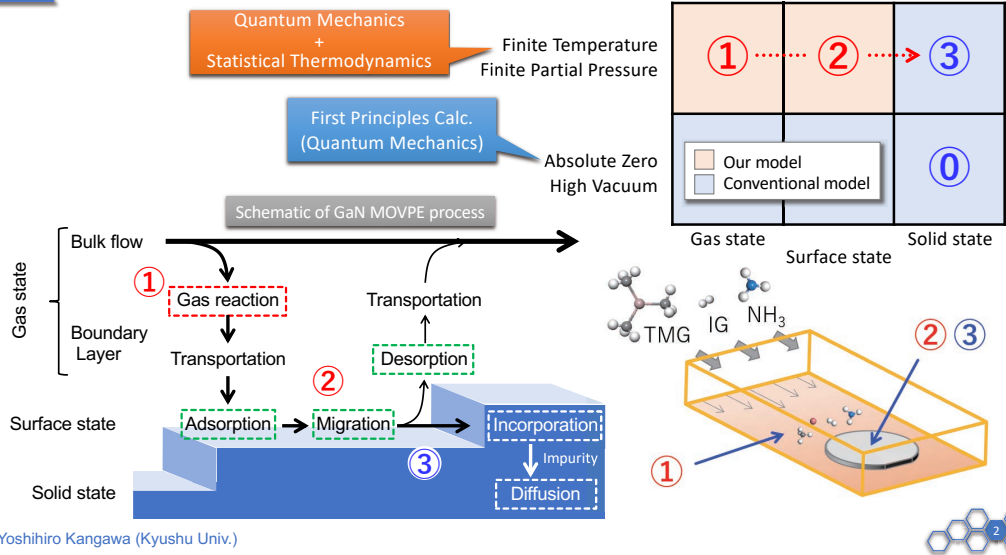 Quantum Mechanics
+
Statistical Thermodynamics
Finite Temperature
Finite Partial Pressure
① ② ③
First Principles Calc.
(Quantum Mechanics)
Absolute Zero
High Vacuum
Our model
Conventional model
⓪
Gas state
Surface state
Solid state
Schematic of GaN MOVPE process
Gas state
Bulk flow
①
Gas reaction
Transportation
Boundary
Layer
Transportation
Desorption
②
Surface state
Adsorption
Migration
Incorporation
③
Impurity
Solid state
Diffusion
TMG
IG
NH₃
② ③
①
Yoshihiro Kangawa (Kyushu Univ.)
2